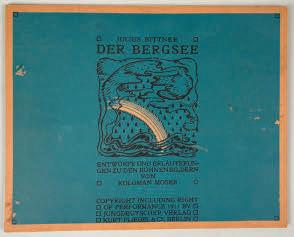 JULIUS BITTNER
DER BERGSEE
ENTWÜRFE UND ERLÄUTERUN-
GEN ZU DEN BÜHNENBILDERN
VON
KOLOMAN MOSER
COPYRIGHT INCLUDING RIGHT
OF PERFORMANCE 1911 BY
JUNGDEUTSCHER VERLAG
KURT FLIEGEL & Co. BERLIN